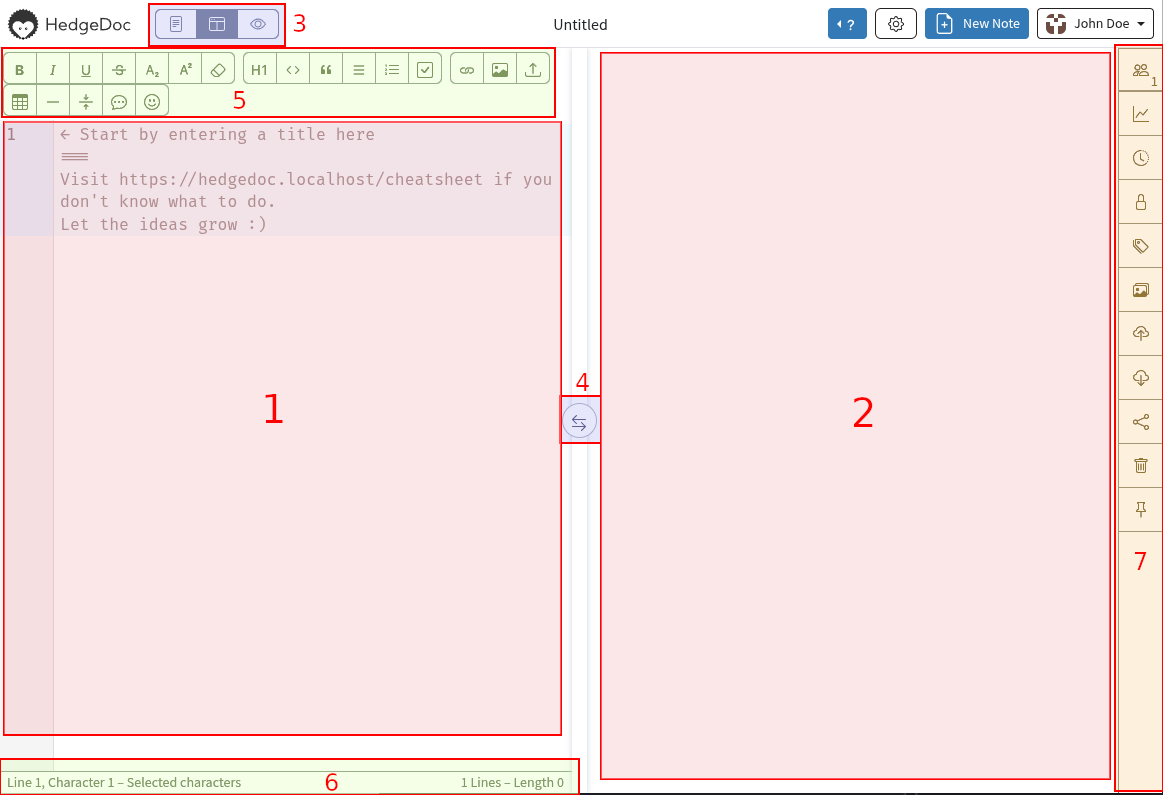 HedgeDoc
3
Untitled
?
New Note
John Doe
B I U S A₂ A² H1 <>
5
1
1
← Start by entering a title here
===
Visit https://hedgedoc.localhost/cheatsheet if you
don't know what to do.
Let the ideas grow :)
4
1
2
7
Line 1, Character 1 – Selected characters
6
1 Lines – Length 0